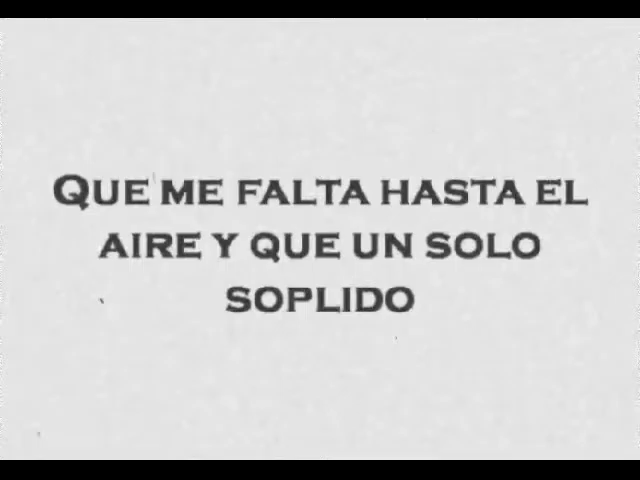 QUE ME FALTA HASTA EL
AIRE Y QUE UN SOLO
SOPLIDO